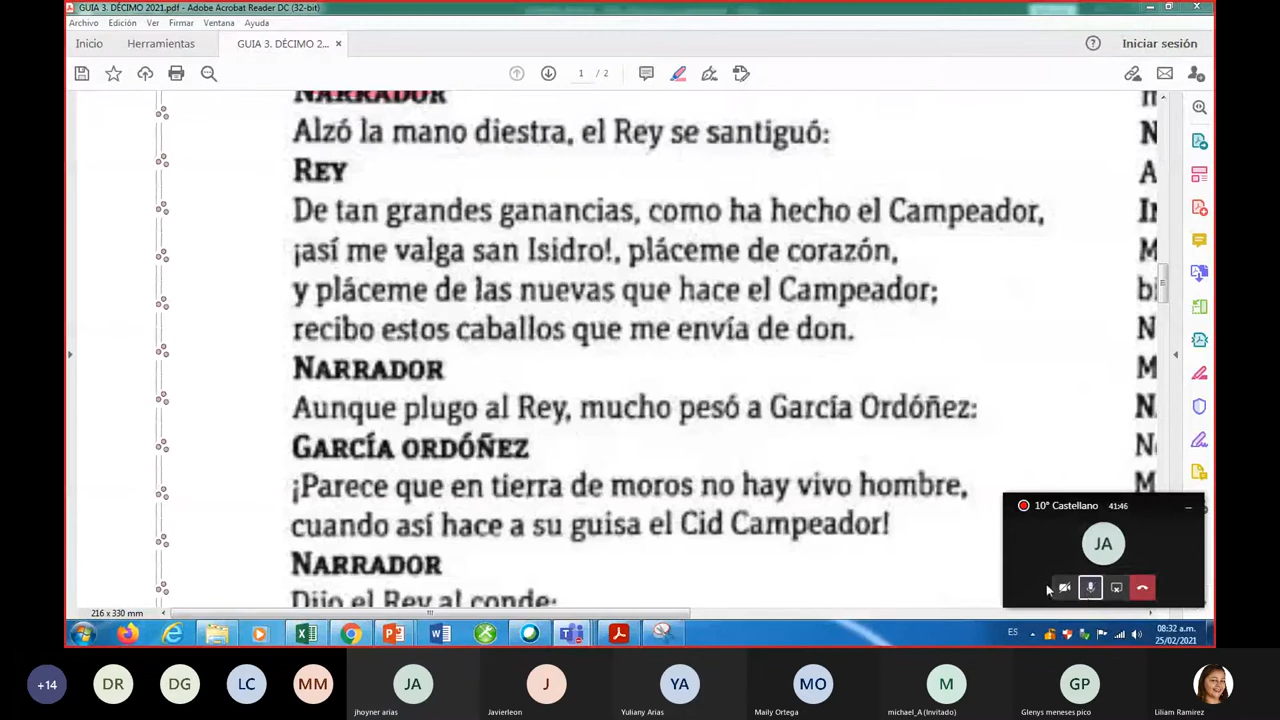 GUIA 3. DÉCIMO 2021.pdf - Adobe Acrobat Reader DC (32-bit)
Archivo Edición Ver Firmar Ventana Ayuda
Inicio Herramientas GUIA 3. DÉCIMO 2... × Iniciar sesión
1 / 2
NARRADOR
Alzó la mano diestra, el Rey se santiguó:
REY
De tan grandes ganancias, como ha hecho el Campeador,
¡así me valga san Isidro!, pláceme de corazón,
y pláceme de las nuevas que hace el Campeador;
recibo estos caballos que me envía de don.
NARRADOR
Aunque plugo al Rey, mucho pesó a García Ordóñez:
GARCÍA ORDÓÑEZ
¡Parece que en tierra de moros no hay vivo hombre,
cuando así hace a su guisa el Cid Campeador!
NARRADOR
Dijo el Rey al conde:
10° Castellano 41:46
JA
216 x 330 mm
ES 08:32 a.m.
25/02/2021
+14 DR DG LC MM JA J YA MO M GP
jhoyner arias Javierleon Yuliany Arias Maily Ortega michael_A (Invitado) Glenys meneses pico Liliam Ramirez